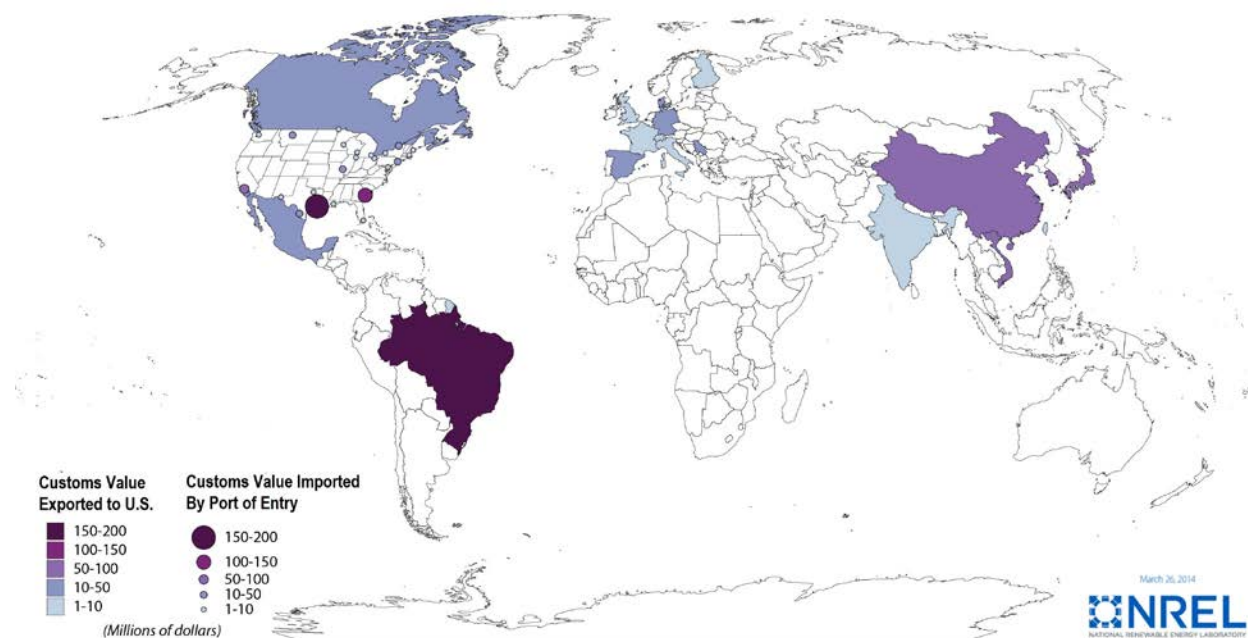 Customs Value
Exported to U.S.
150-200
100-150
50-100
10-50
1-10
Customs Value Imported
By Port of Entry
150-200
100-150
50-100
10-50
1-10
(Millions of dollars)
March 26, 2014
NREL
NATIONAL RENEWABLE ENERGY LABORATORY